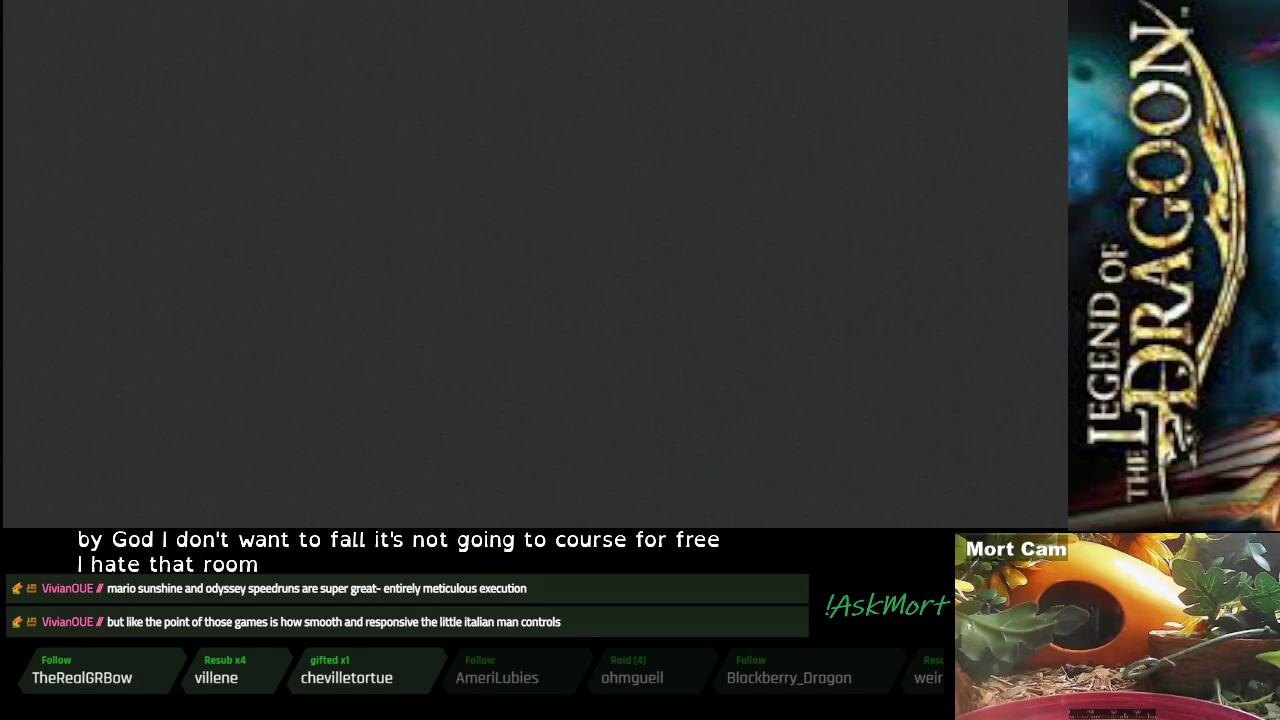 THE LEGEND OF DRAGOON
by God I don't want to fall it's not going to course for free
I hate that room
VivianOUE // mario sunshine and odyssey speedruns are super great- entirely meticulous execution
VivianOUE // but like the point of those games is how smooth and responsive the little italian man controls
!AskMort
Mort Cam
Follow
TheRealGRBow
Resub x4
villene
gifted x1
chevilletortue
Follow
AmeriLubies
Raid (4)
ohmgueil
Follow
Blackberry_Dragon
Resu
weir